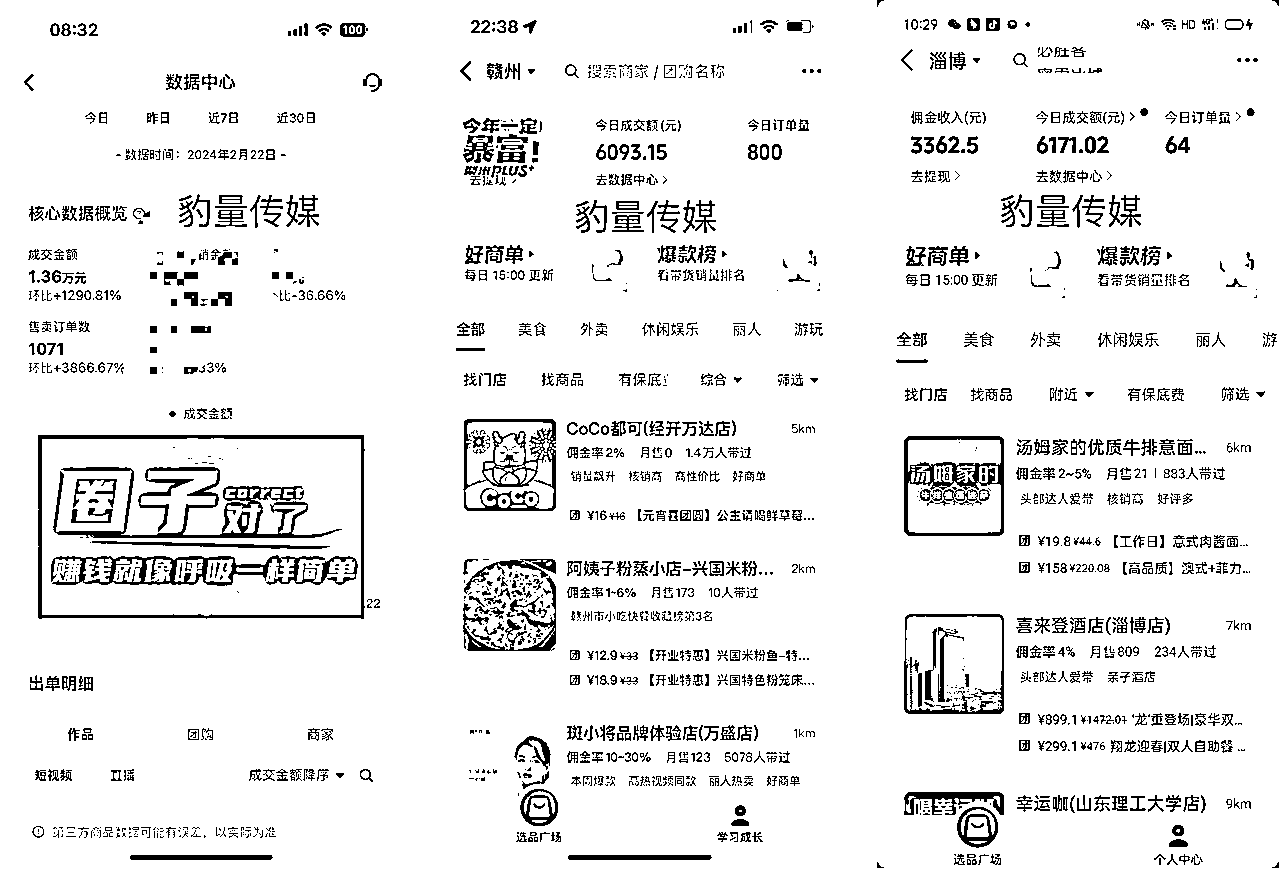 08:32
100
数据中心
今日 昨日 近7日 近30日
- 数据时间：2024年2月22日 -
核心数据概览
豹量传媒
成交金额
1.36万元
环比+1290.81%
-36.66%
售卖订单数
1071
环比+3866.67%
3%
成交金额
圈子对了
correct
赚钱就像呼吸一样简单
22
出单明细
作品 团购 商家
短视频 直播 成交金额降序
第三方商品数据可能有误差，以实际为准
22:38
赣州 搜索商家 / 团购名称
今年一定
暴富!
PLUS+
去提现 >
今日成交额(元) 今日订单量
6093.15 800
去数据中心 >
豹量传媒
好商单 爆款榜
每日 15:00 更新 看带货销量排名
全部 美食 外卖 休闲娱乐 丽人 游玩
找门店 找商品 有保底 综合 筛选
CoCo都可(经开万达店) 5km
佣金率2% 月售0 1.4万人带过
销量飙升 核销高 高性价比 好商单
CoCo
团 ¥16 ¥16 【元宵喜团圆】公主请喝鲜草莓...
阿姨子粉蒸小店-兴国米粉... 2km
佣金率1~6% 月售173 10人带过
赣州市小吃快餐收藏榜第3名
团 ¥12.9 ¥33 【开业特惠】兴国米粉鱼-特...
团 ¥18.9 ¥33 【开业特惠】兴国特色粉笼床...
斑小将品牌体验店(万盛店) 1km
佣金率10~30% 月售123 5078人带过
本周爆款 高热视频同款 丽人热卖 好商单
选品广场 学习成长
10:29
HD
淄博 必胜客
佣金收入(元) 今日成交额(元) > 今日订单量 >
3362.5 6171.02 64
去提现 > 去数据中心 >
豹量传媒
好商单 爆款榜
每日 15:00 更新 看带货销量排名
全部 美食 外卖 休闲娱乐 丽人 游
找门店 找商品 附近 有保底费 筛选
汤姆家的优质牛排意面... 6km
佣金率2~5% 月售21 | 883人带过
头部达人爱带 核销高 好评多
汤姆家的
团 ¥19.8 ¥44.6 【工作日】意式肉酱面...
团 ¥158 ¥220.08 【高品质】澳式+菲力...
喜来登酒店(淄博店) 7km
佣金率4% 月售809 234人带过
头部达人爱带 亲子酒店
团 ¥899.1 ¥1472.01 '龙'重登场|豪华双...
团 ¥299.1 ¥476 翔龙迎春|双人自助餐 ...
幸运咖(山东理工大学店) 9km
选品广场 个人中心